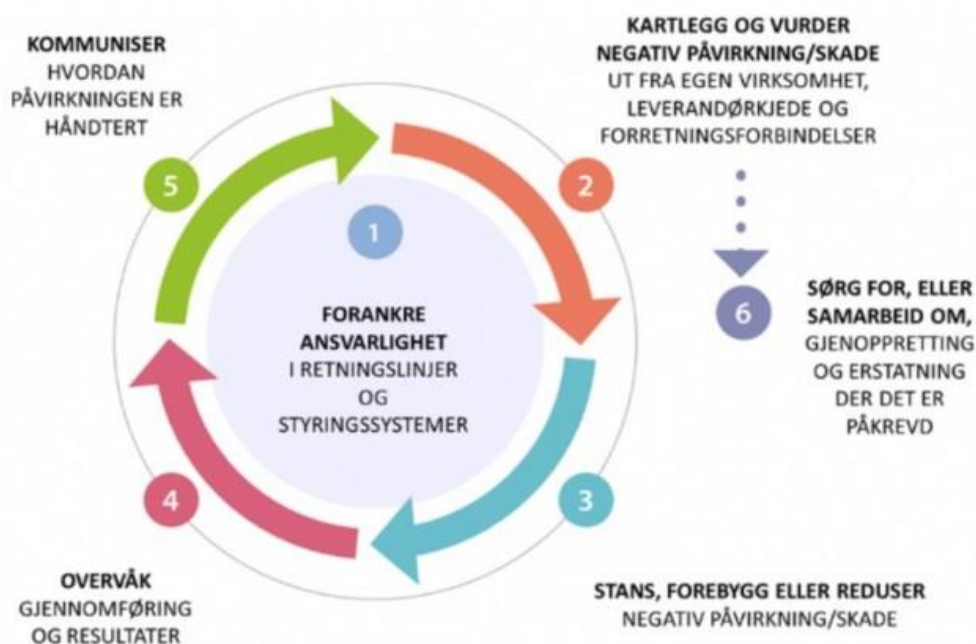 KOMMUNISER
HVORDAN
PÅVIRKNINGEN ER
HÅNDTERT
KARTLEGG OG VURDER
NEGATIV PÅVIRKNING/SKADE
UT FRA EGEN VIRKSOMHET,
LEVERANDØRKJEDE OG
FORRETNINGSFORBINDELSER
5
2
1
FORANKRE
ANSVARLIGHET
I RETNINGSLINJER
OG
STYRINGSSYSTEMER
6
SØRG FOR, ELLER
SAMARBEID OM,
GJENOPPRETTING
OG ERSTATNING
DER DET ER
PÅKREVD
4
3
OVERVÅK
GJENNOMFØRING
OG RESULTATER
STANS, FOREBYGG ELLER REDUSER
NEGATIV PÅVIRKNING/SKADE